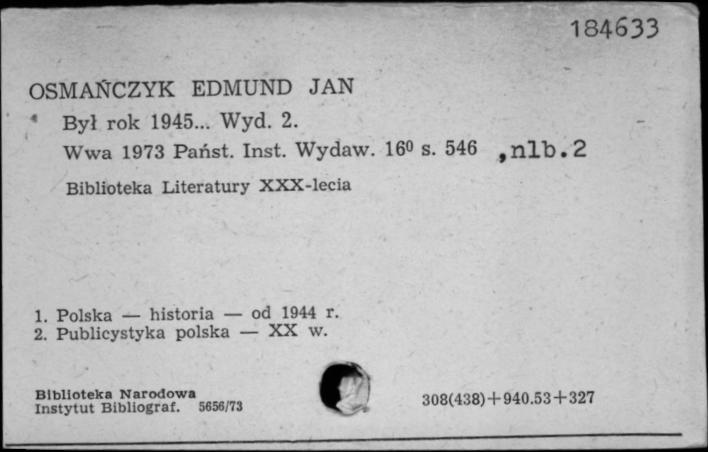 184633
OSMAŃCZYK EDMUND JAN
Był rok 1945... Wyd. 2.
Wwa 1973 Państ. Inst. Wydaw. 16⁰ s. 546 ,nlb.2
Biblioteka Literatury XXX-lecia
1. Polska — historia — od 1944 r.
2. Publicystyka polska — XX w.
Biblioteka Narodowa
Instytut Bibliograf. 5656/73
308(438)+940.53+327